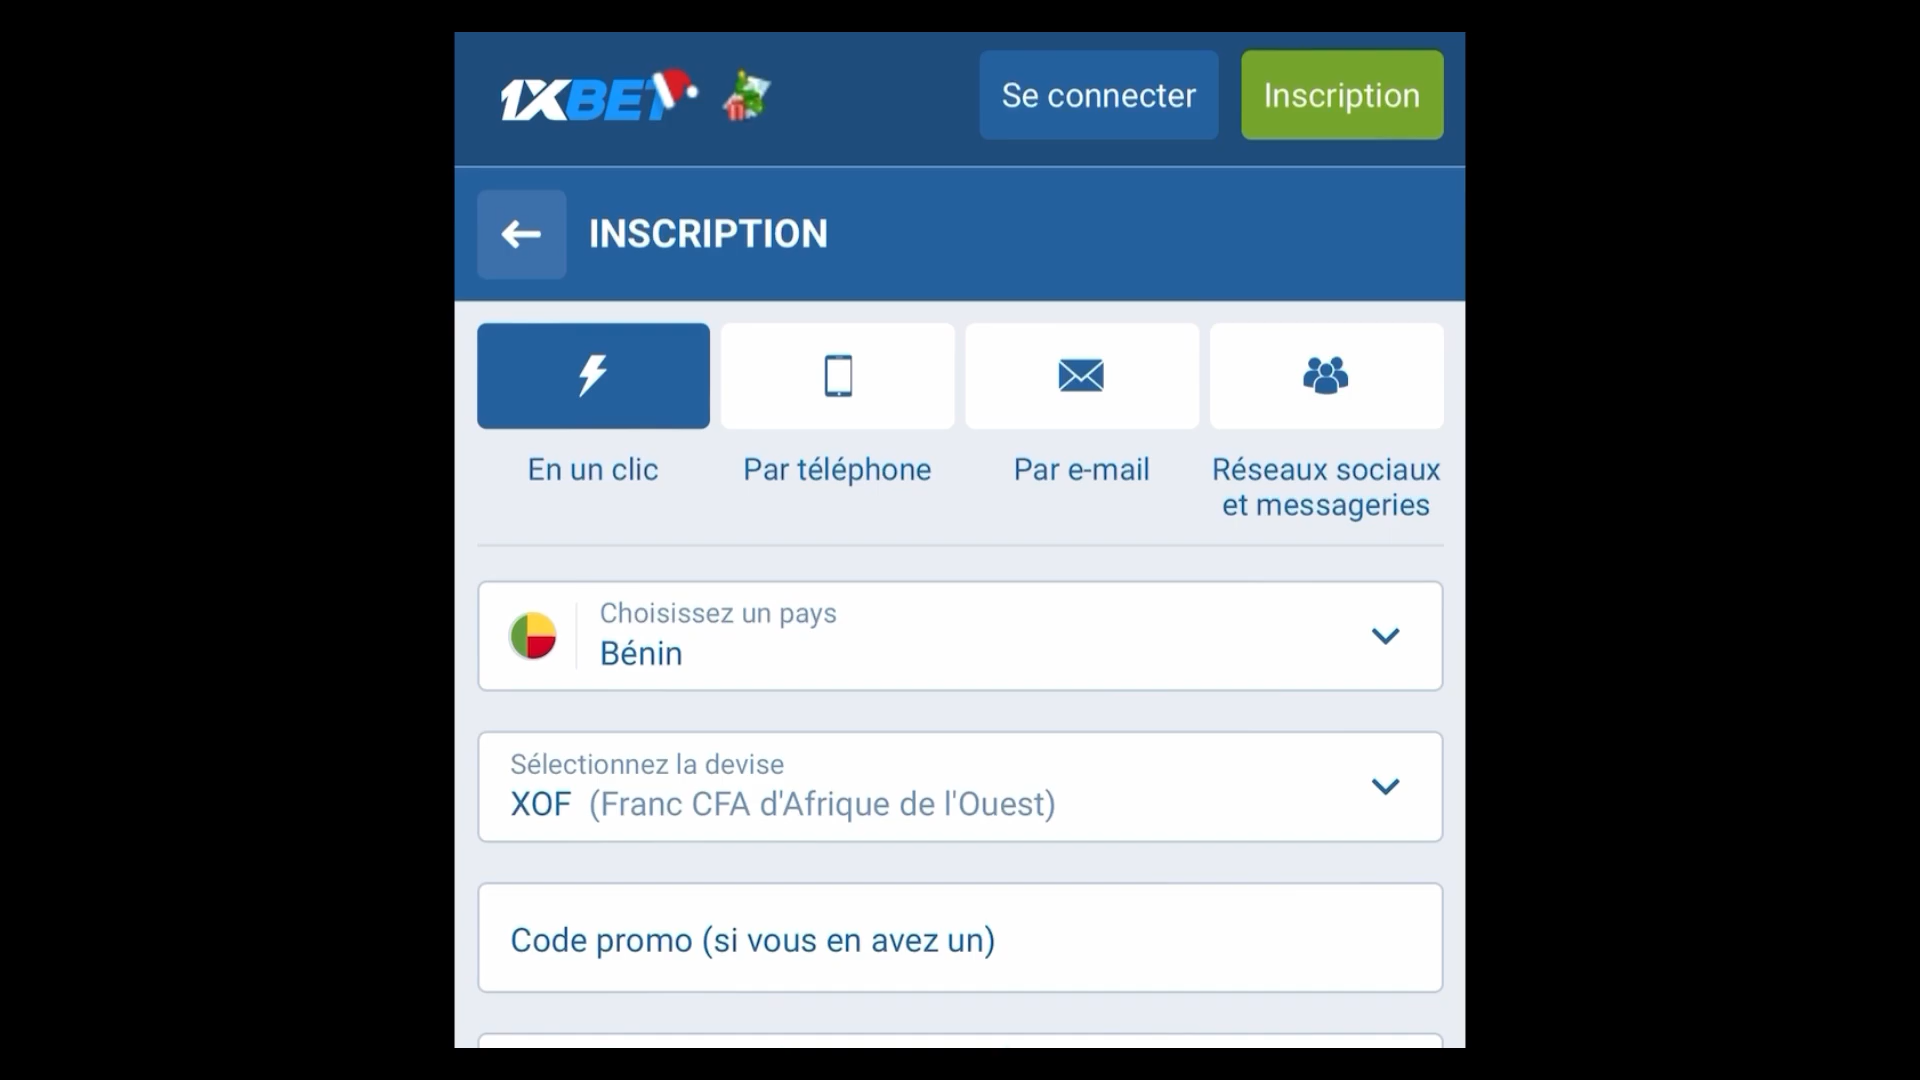 1XBET
Se connecter
Inscription
INSCRIPTION
En un clic
Par téléphone
Par e-mail
Réseaux sociaux
et messageries
Choisissez un pays
Bénin
Sélectionnez la devise
XOF (Franc CFA d'Afrique de l'Ouest)
Code promo (si vous en avez un)